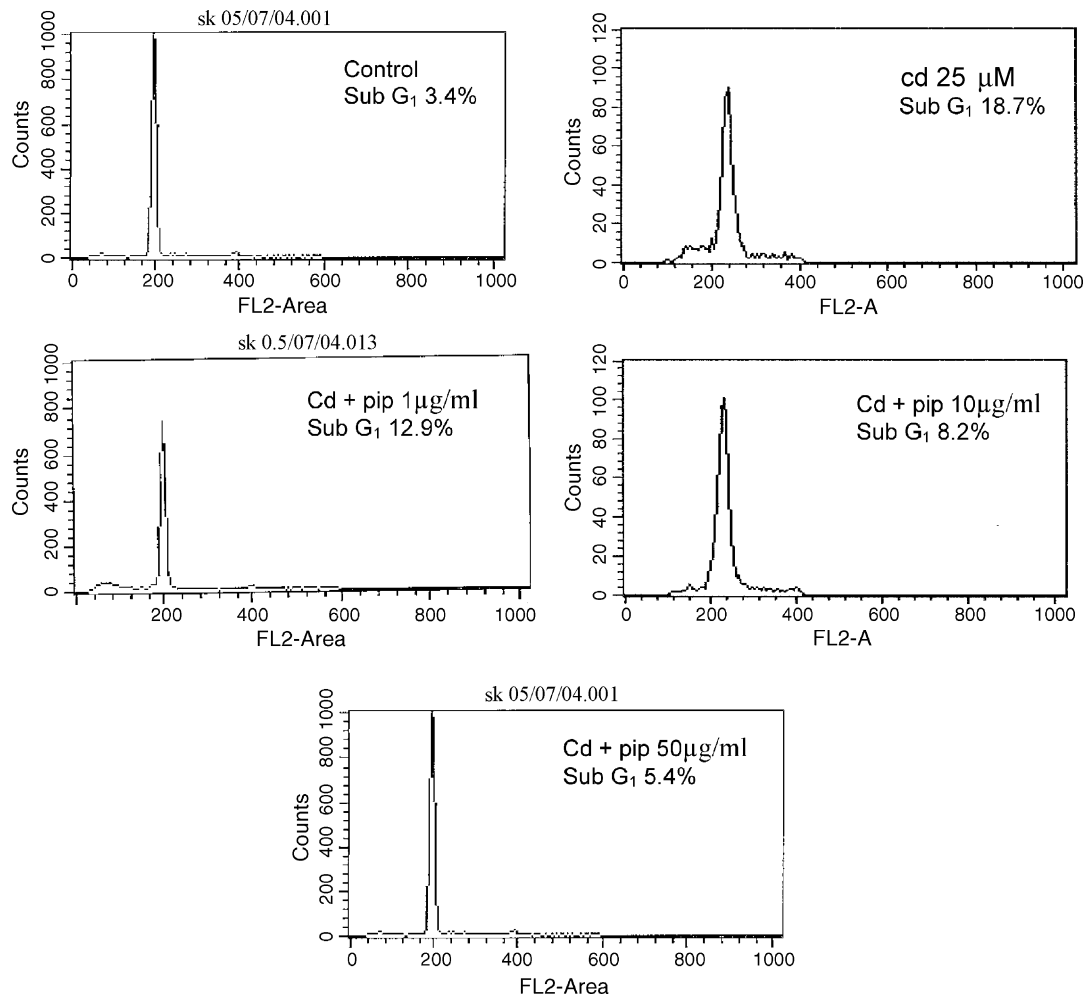 sk 05/07/04.001
Control
Sub G₁ 3.4%
Counts
0 200 400 600 800 1000
0 200 400 600 800 1000
FL2-Area
cd 25 μM
Sub G₁ 18.7%
Counts
0 20 40 60 80 100 120
0 200 400 600 800 1000
FL2-A
sk 0.5/07/04.013
Cd + pip 1μg/ml
Sub G₁ 12.9%
Counts
0 200 400 600 800 1000
0 200 400 600 800 1000
FL2-Area
Cd + pip 10μg/ml
Sub G₁ 8.2%
Counts
0 20 40 60 80 100 120
0 200 400 600 800 1000
FL2-A
sk 05/07/04.001
Cd + pip 50μg/ml
Sub G₁ 5.4%
Counts
0 200 400 600 800 1000
0 200 400 600 800 1000
FL2-Area